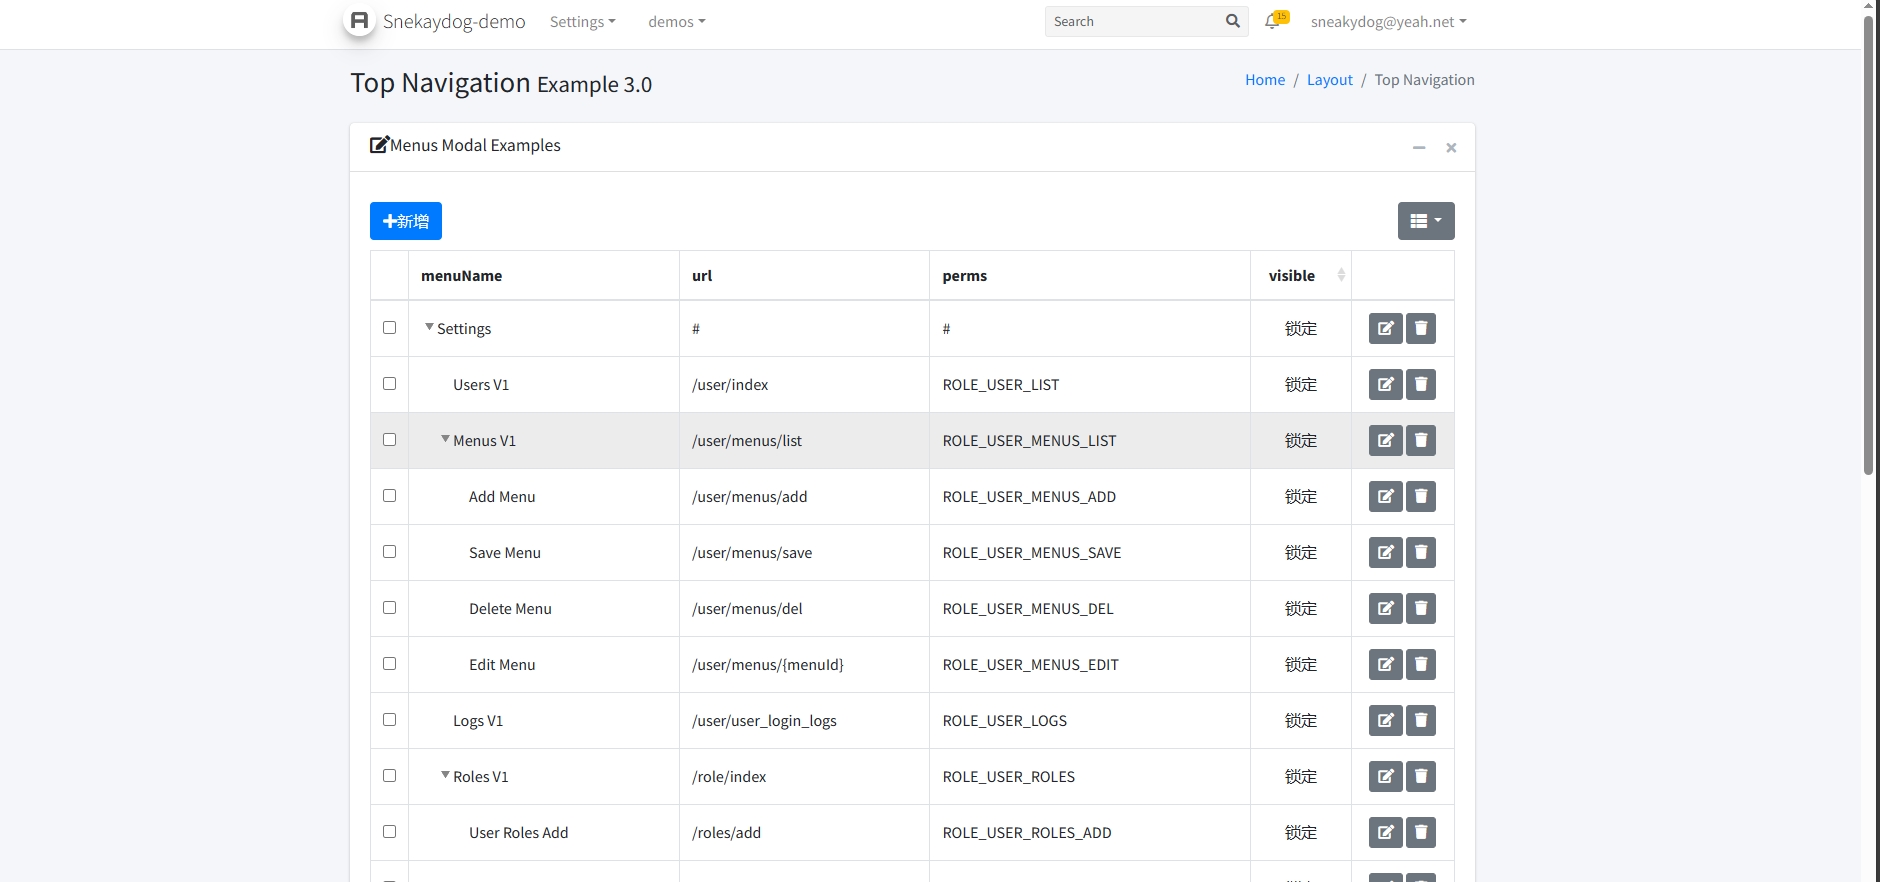 Snekaydog-demo Settings demos Search 15 sneakydog@yeah.net
Top Navigation Example 3.0 Home / Layout / Top Navigation
Menus Modal Examples
新增
menuName url perms visible
Settings # # 锁定
Users V1 /user/index ROLE_USER_LIST 锁定
Menus V1 /user/menus/list ROLE_USER_MENUS_LIST 锁定
Add Menu /user/menus/add ROLE_USER_MENUS_ADD 锁定
Save Menu /user/menus/save ROLE_USER_MENUS_SAVE 锁定
Delete Menu /user/menus/del ROLE_USER_MENUS_DEL 锁定
Edit Menu /user/menus/{menuId} ROLE_USER_MENUS_EDIT 锁定
Logs V1 /user/user_login_logs ROLE_USER_LOGS 锁定
Roles V1 /role/index ROLE_USER_ROLES 锁定
User Roles Add /roles/add ROLE_USER_ROLES_ADD 锁定